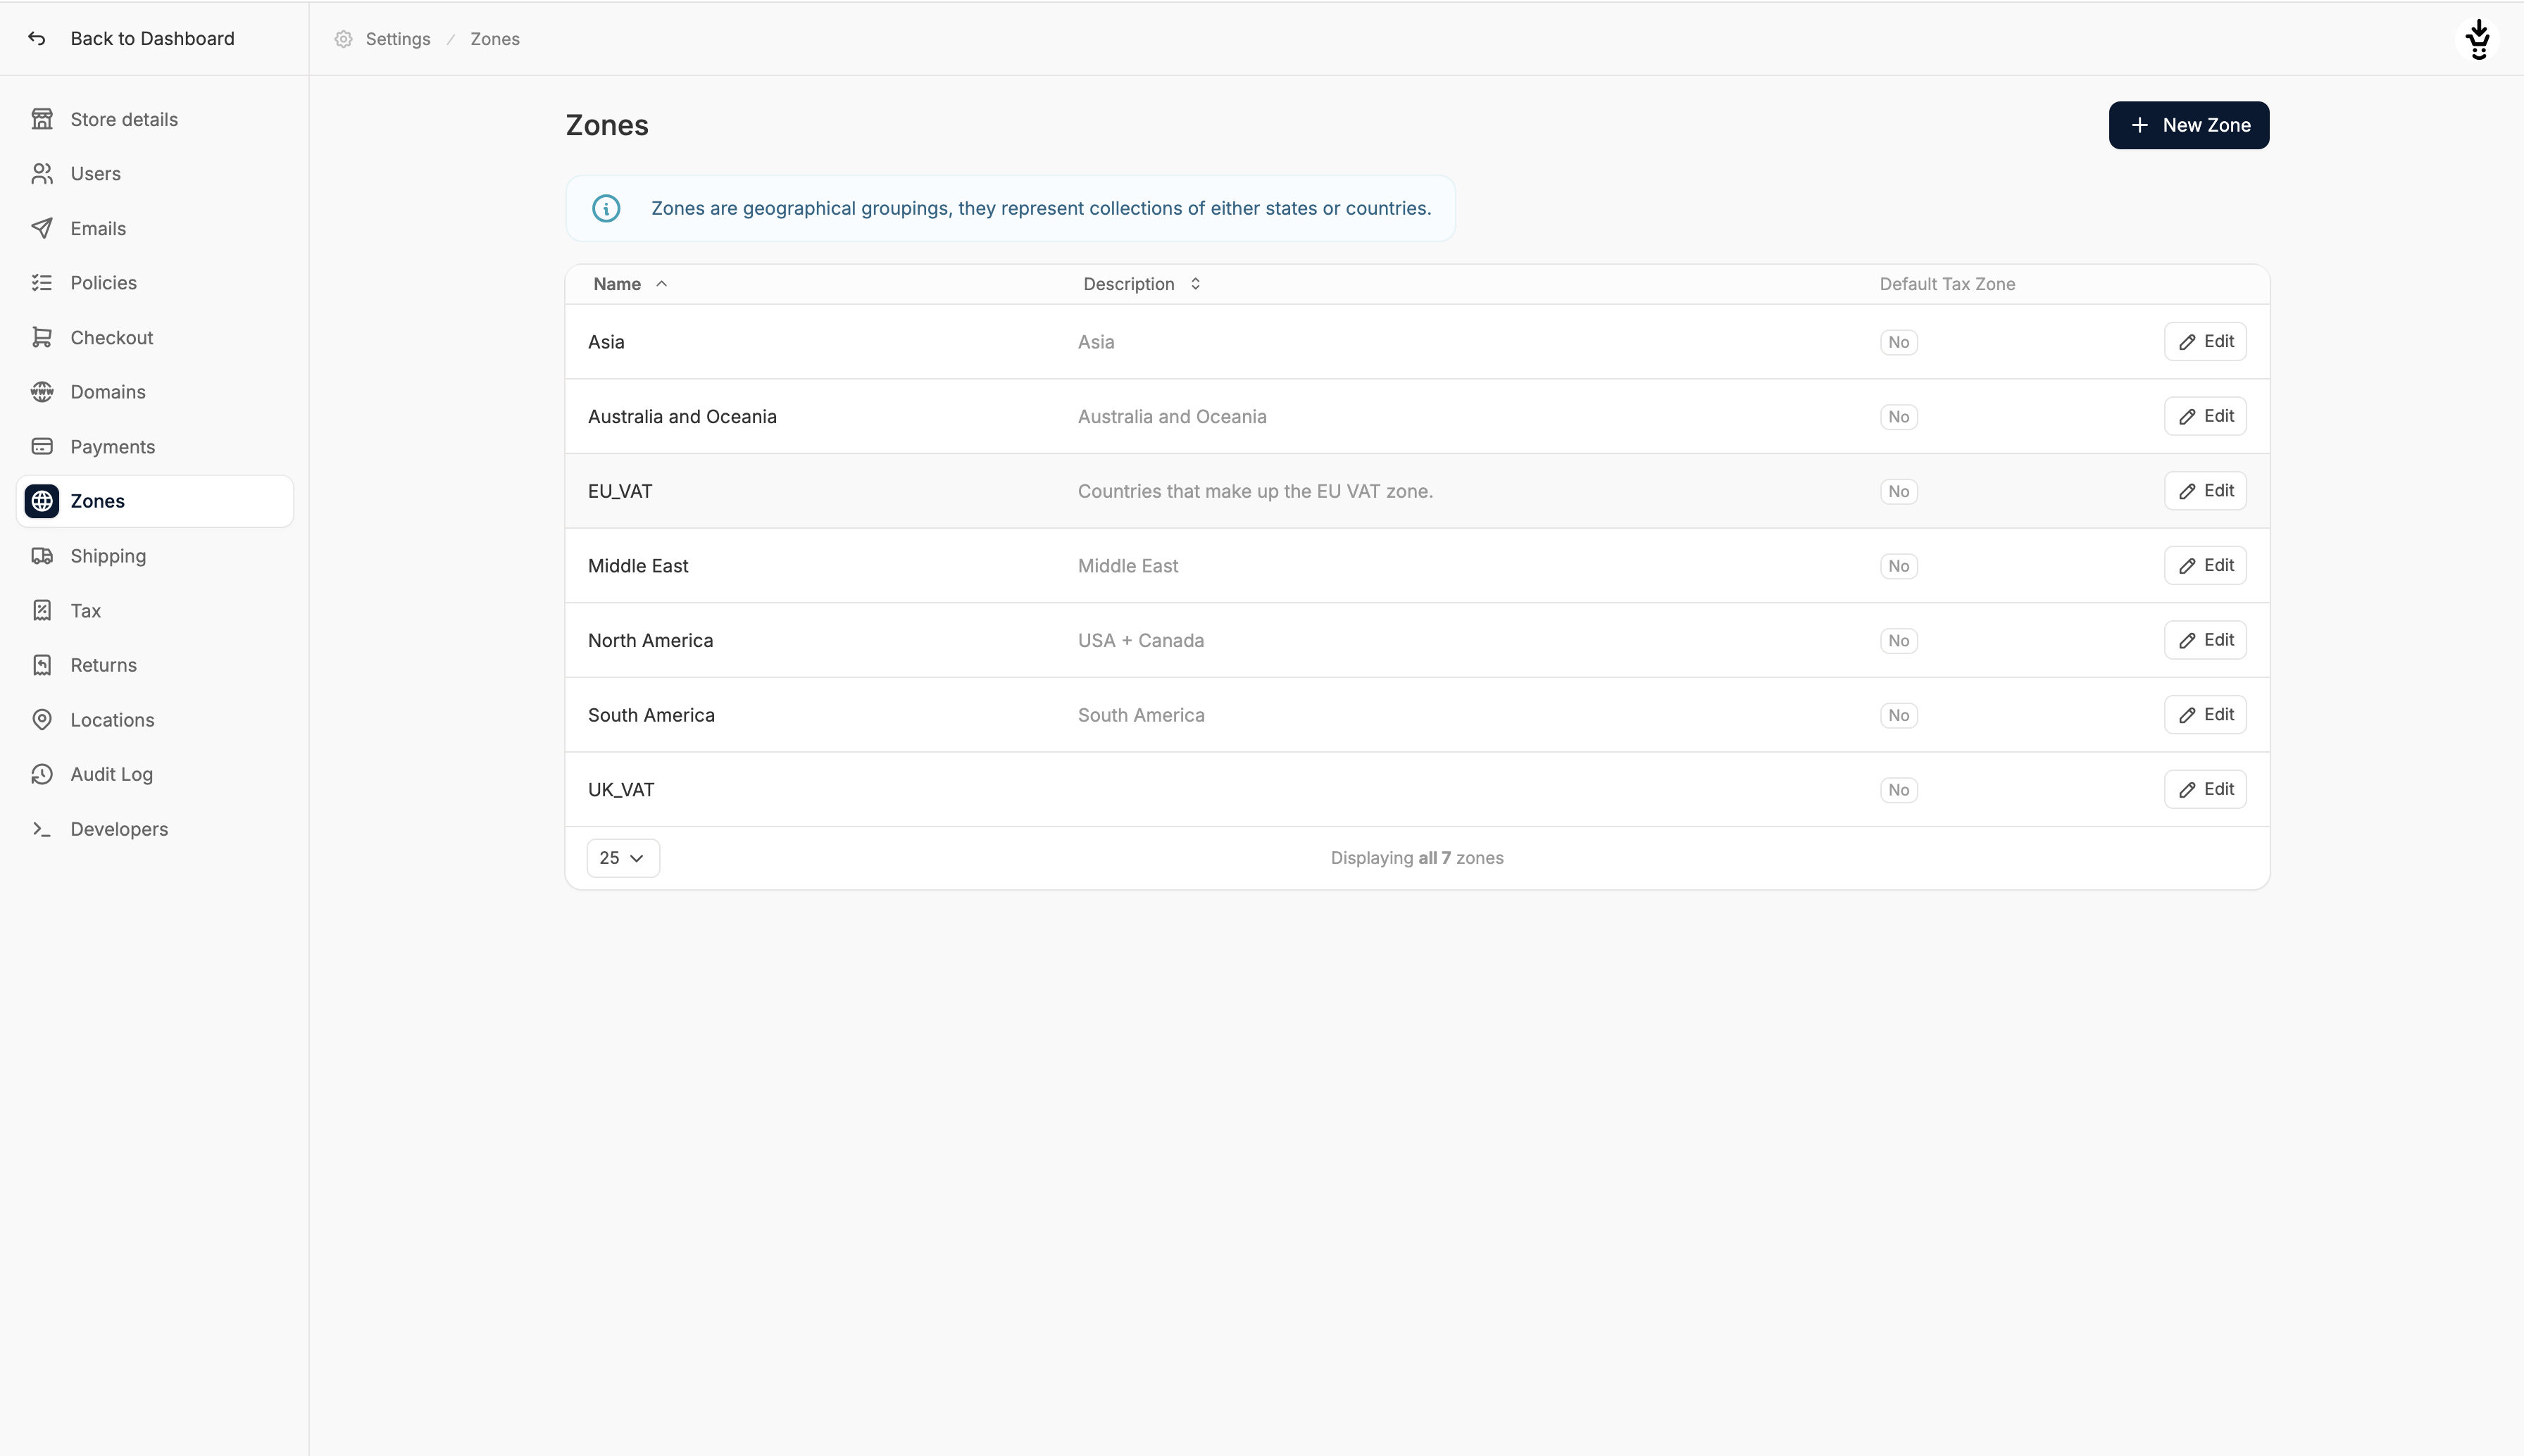 Back to Dashboard
Settings / Zones
Store details
Users
Emails
Policies
Checkout
Domains
Payments
Zones
Shipping
Tax
Returns
Locations
Audit Log
Developers
Zones
New Zone
Zones are geographical groupings, they represent collections of either states or countries.
Name Description Default Tax Zone
Asia Asia No Edit
Australia and Oceania Australia and Oceania No Edit
EU_VAT Countries that make up the EU VAT zone. No Edit
Middle East Middle East No Edit
North America USA + Canada No Edit
South America South America No Edit
UK_VAT No Edit
25 Displaying all 7 zones